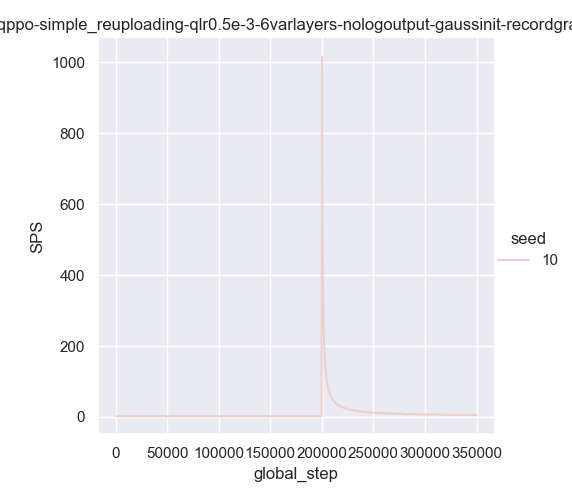 qppo-simple_reuploading-qlr0.5e-3-6varlayers-nologoutput-gaussinit-recordgra
1000
800
600
400
200
0
SPS
seed
10
0 50000 100000 150000 200000 250000 300000 350000
global_step